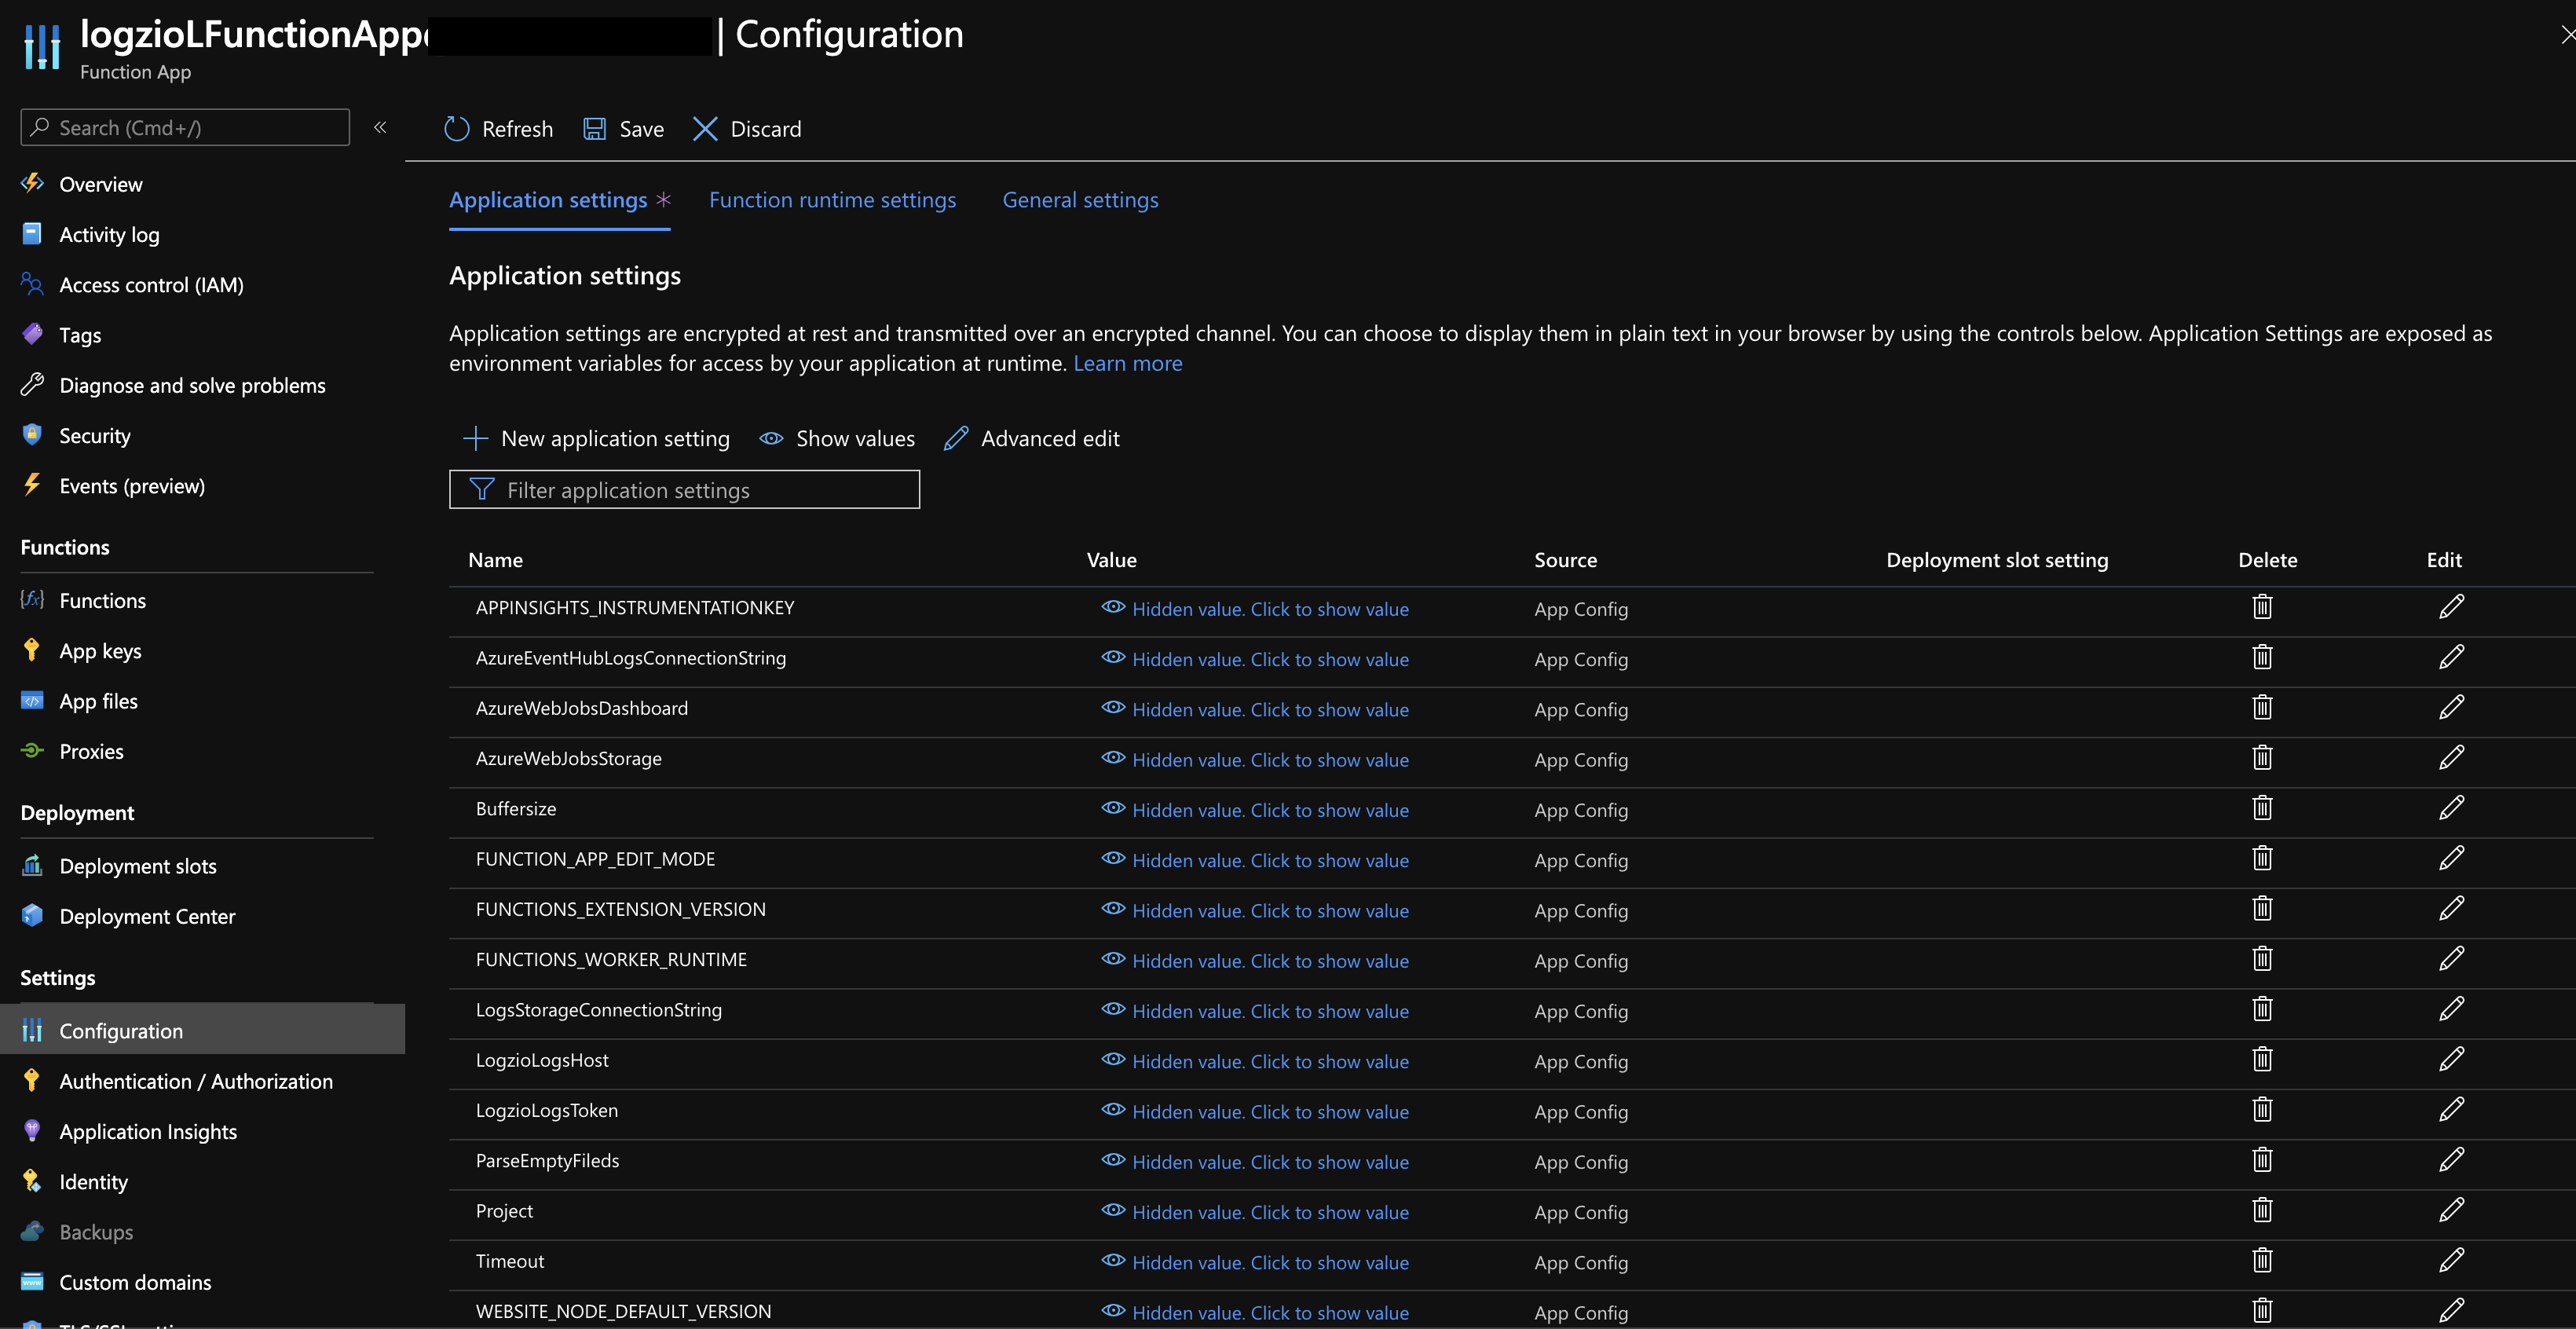 logzioLFunctionApp | Configuration
Function App
Search (Cmd+/)
«
Overview
Activity log
Access control (IAM)
Tags
Diagnose and solve problems
Security
Events (preview)
Functions
Functions
App keys
App files
Proxies
Deployment
Deployment slots
Deployment Center
Settings
Configuration
Authentication / Authorization
Application Insights
Identity
Backups
Custom domains
Refresh Save Discard
Application settings * Function runtime settings General settings
Application settings
Application settings are encrypted at rest and transmitted over an encrypted channel. You can choose to display them in plain text in your browser by using the controls below. Application Settings are exposed as
environment variables for access by your application at runtime. Learn more
New application setting Show values Advanced edit
Filter application settings
Name Value Source Deployment slot setting Delete Edit
APPINSIGHTS_INSTRUMENTATIONKEY Hidden value. Click to show value App Config
AzureEventHubLogsConnectionString Hidden value. Click to show value App Config
AzureWebJobsDashboard Hidden value. Click to show value App Config
AzureWebJobsStorage Hidden value. Click to show value App Config
Buffersize Hidden value. Click to show value App Config
FUNCTION_APP_EDIT_MODE Hidden value. Click to show value App Config
FUNCTIONS_EXTENSION_VERSION Hidden value. Click to show value App Config
FUNCTIONS_WORKER_RUNTIME Hidden value. Click to show value App Config
LogsStorageConnectionString Hidden value. Click to show value App Config
LogzioLogsHost Hidden value. Click to show value App Config
LogzioLogsToken Hidden value. Click to show value App Config
ParseEmptyFileds Hidden value. Click to show value App Config
Project Hidden value. Click to show value App Config
Timeout Hidden value. Click to show value App Config
WEBSITE_NODE_DEFAULT_VERSION Hidden value. Click to show value App Config